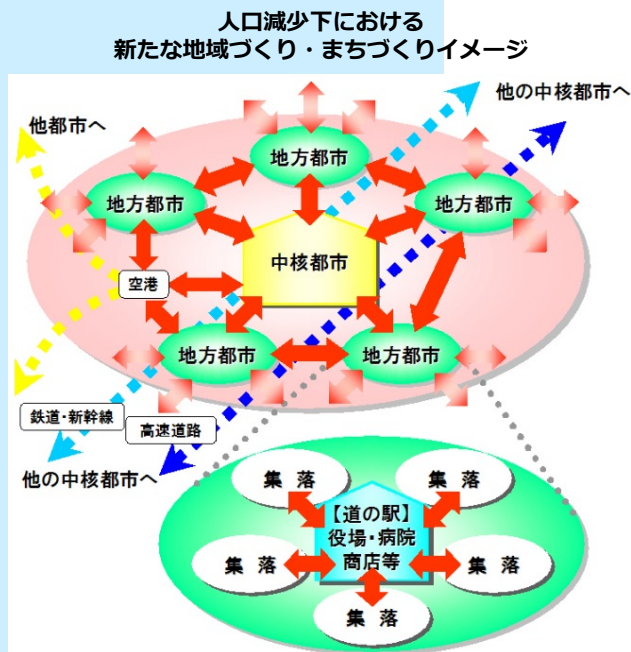 人口減少下における
新たな地域づくり・まちづくりイメージ
他の中核都市へ
他都市へ
地方都市
地方都市
地方都市
中核都市
空港
地方都市
地方都市
鉄道・新幹線
高速道路
他の中核都市へ
集 落
集 落
【道の駅】
役場・病院
商店等
集 落
集 落
集 落